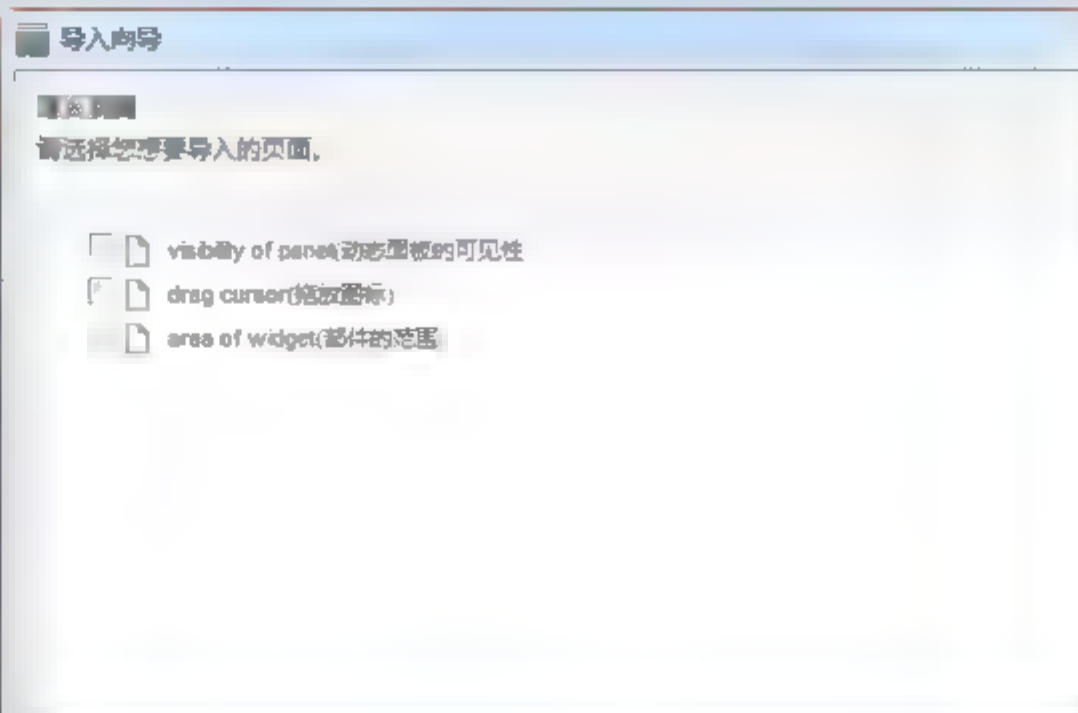 导入向导
请选择您想要导入的页面。
visibility of panel(动态面板的可见性
drag cursor(拖放图标)
area of widget(部件的范围